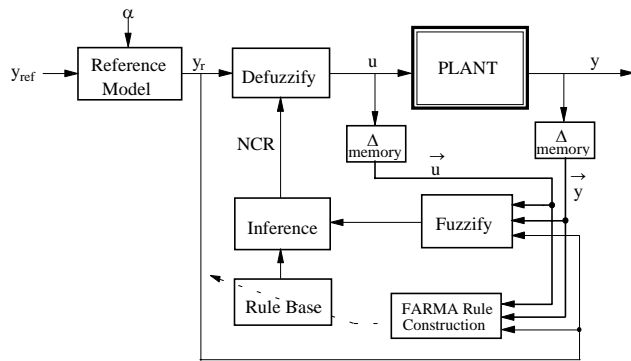 α
y_ref
Reference
Model
y_r
Defuzzify
u
PLANT
y
NCR
Δ
memory
Δ
memory
u
y
Inference
Fuzzify
Rule Base
FARMA Rule
Construction